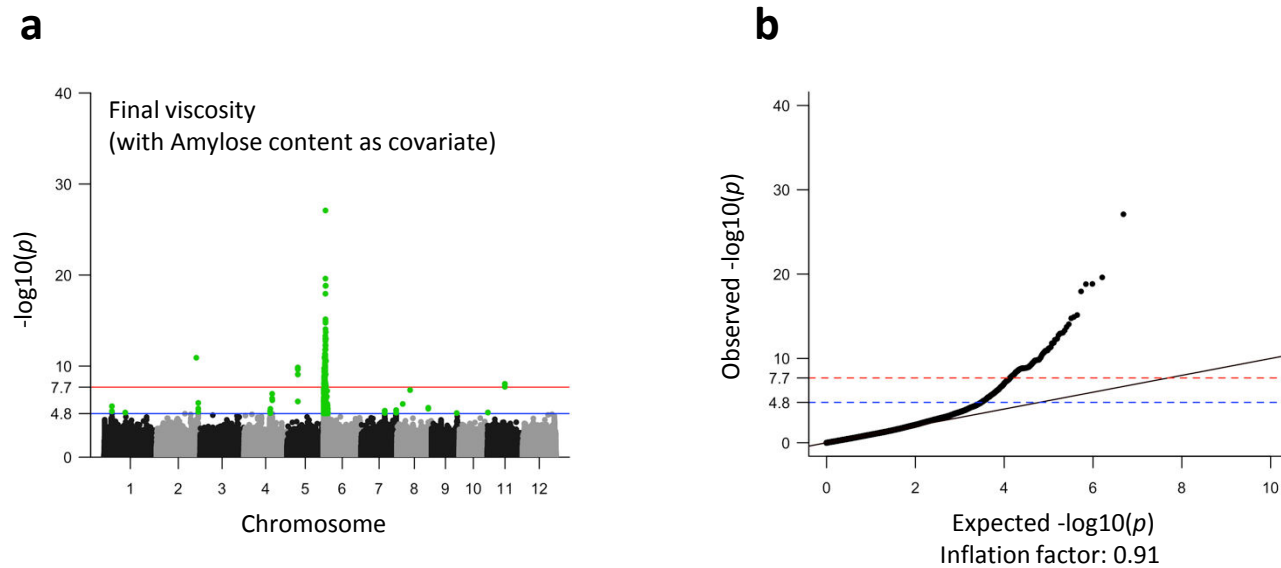 a
Final viscosity
(with Amylose content as covariate)
-log10(p)
40
30
20
10
7.7
4.8
0
1 2 3 4 5 6 7 8 9 10 11 12
Chromosome
b
Observed -log10(p)
40
30
20
10
7.7
4.8
0
0 2 4 6 8 10
Expected -log10(p)
Inflation factor: 0.91